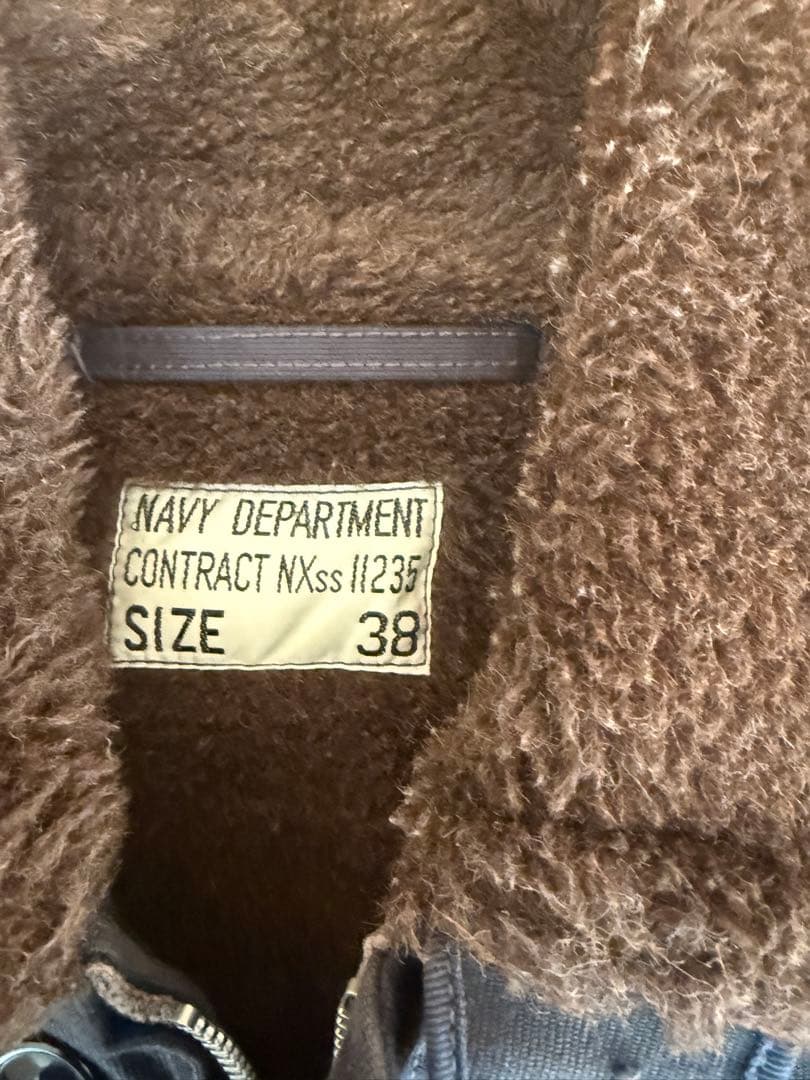 NAVY DEPARTMENT
CONTRACT NXss 11235
SIZE 38